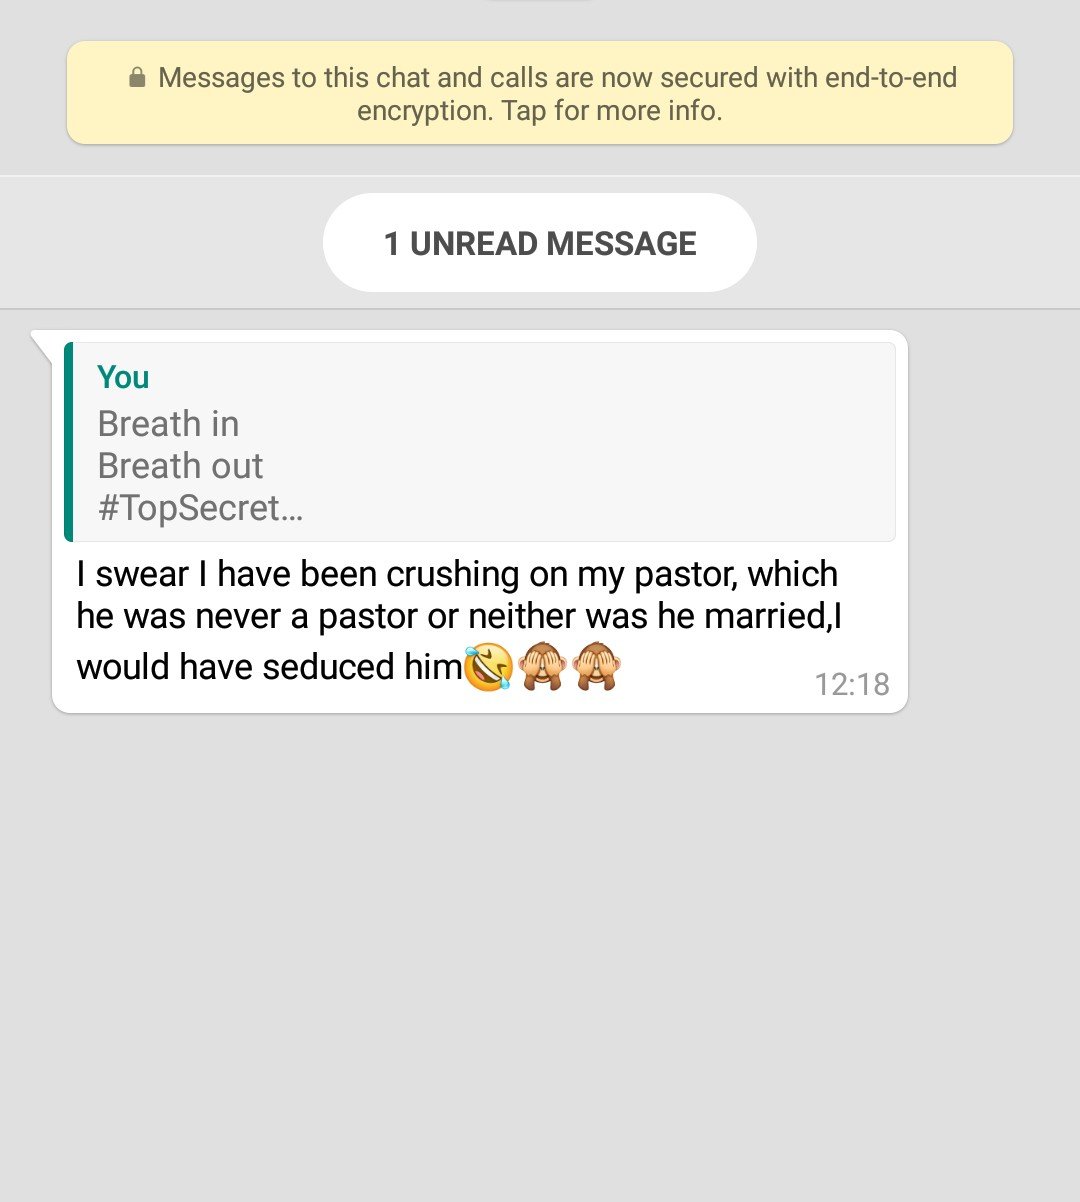 Messages to this chat and calls are now secured with end-to-end
encryption. Tap for more info.
1 UNREAD MESSAGE
You
Breath in
Breath out
#TopSecret...
I swear I have been crushing on my pastor, which
he was never a pastor or neither was he married,I
would have seduced him🤣🙈🙈
12:18